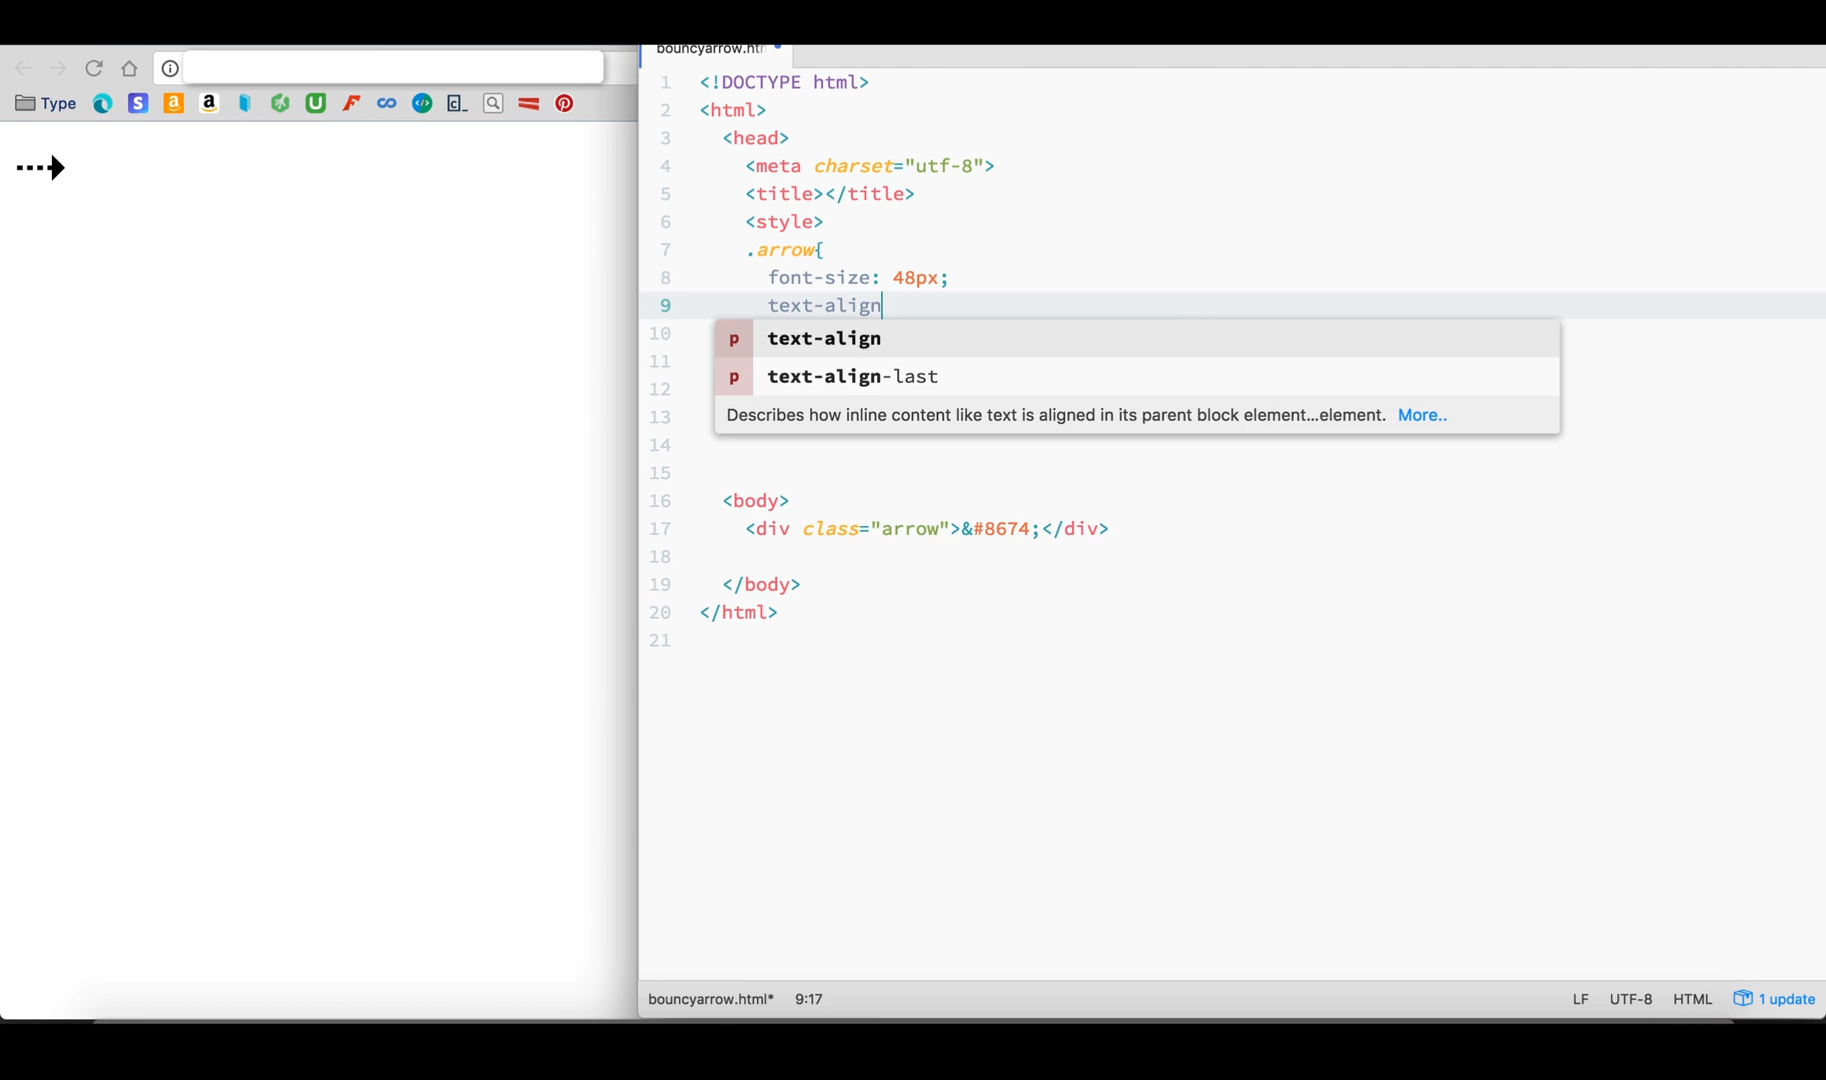 bouncyarrow.htm
Type
1 <!DOCTYPE html>
2 <html>
3 <head>
4 <meta charset="utf-8">
5 <title></title>
6 <style>
7 .arrow{
8 font-size: 48px;
9 text-align
10 p text-align
11
12 p text-align-last
13 Describes how inline content like text is aligned in its parent block element...element. More..
14
15
16 <body>
17 <div class="arrow">&#8674;</div>
18
19 </body>
20 </html>
21
bouncyarrow.html* 9:17 LF UTF-8 HTML 1 update